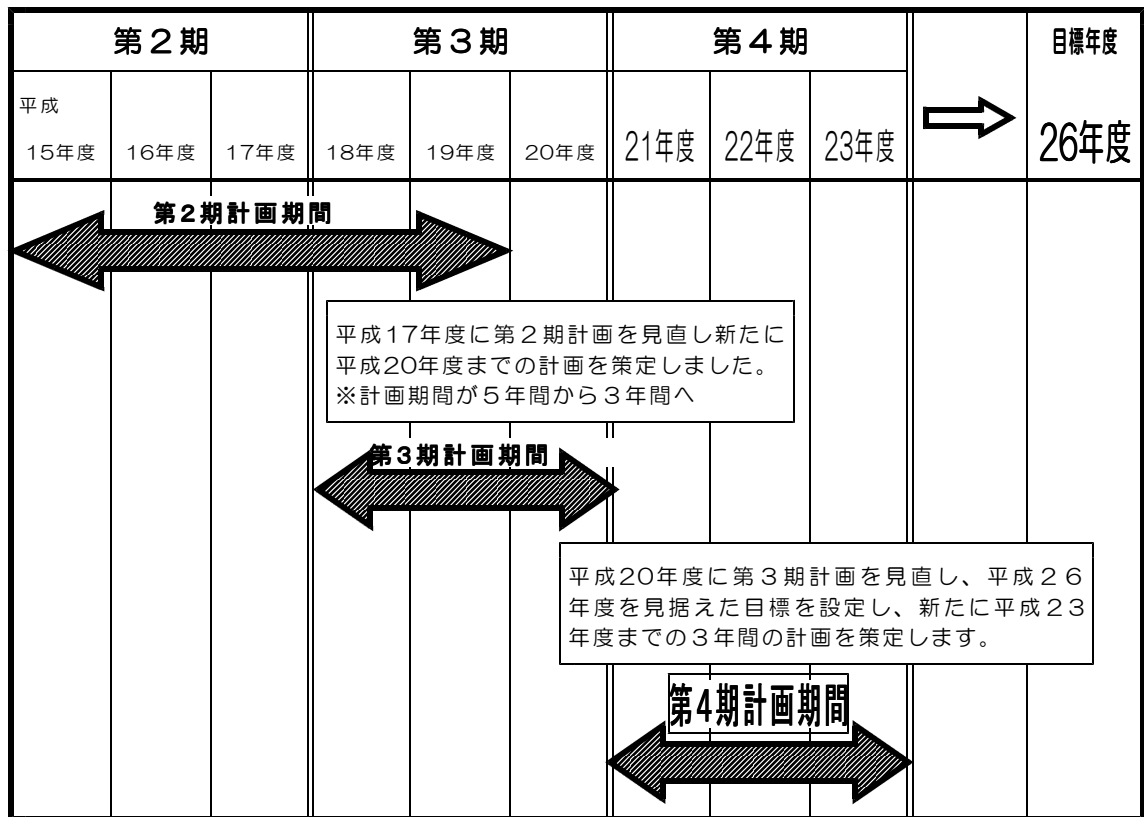 第２期 第３期 第４期 目標年度
平成
15年度 16年度 17年度 18年度 19年度 20年度 21年度 22年度 23年度 26年度
第２期計画期間
平成17年度に第２期計画を見直し新たに
平成20年度までの計画を策定しました。
※計画期間が５年間から３年間へ
第３期計画期間
平成20年度に第３期計画を見直し、平成２６
年度を見据えた目標を設定し、新たに平成２３
年度までの３年間の計画を策定します。
第４期計画期間